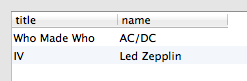 title name
Who Made Who AC/DC
IV Led Zepplin